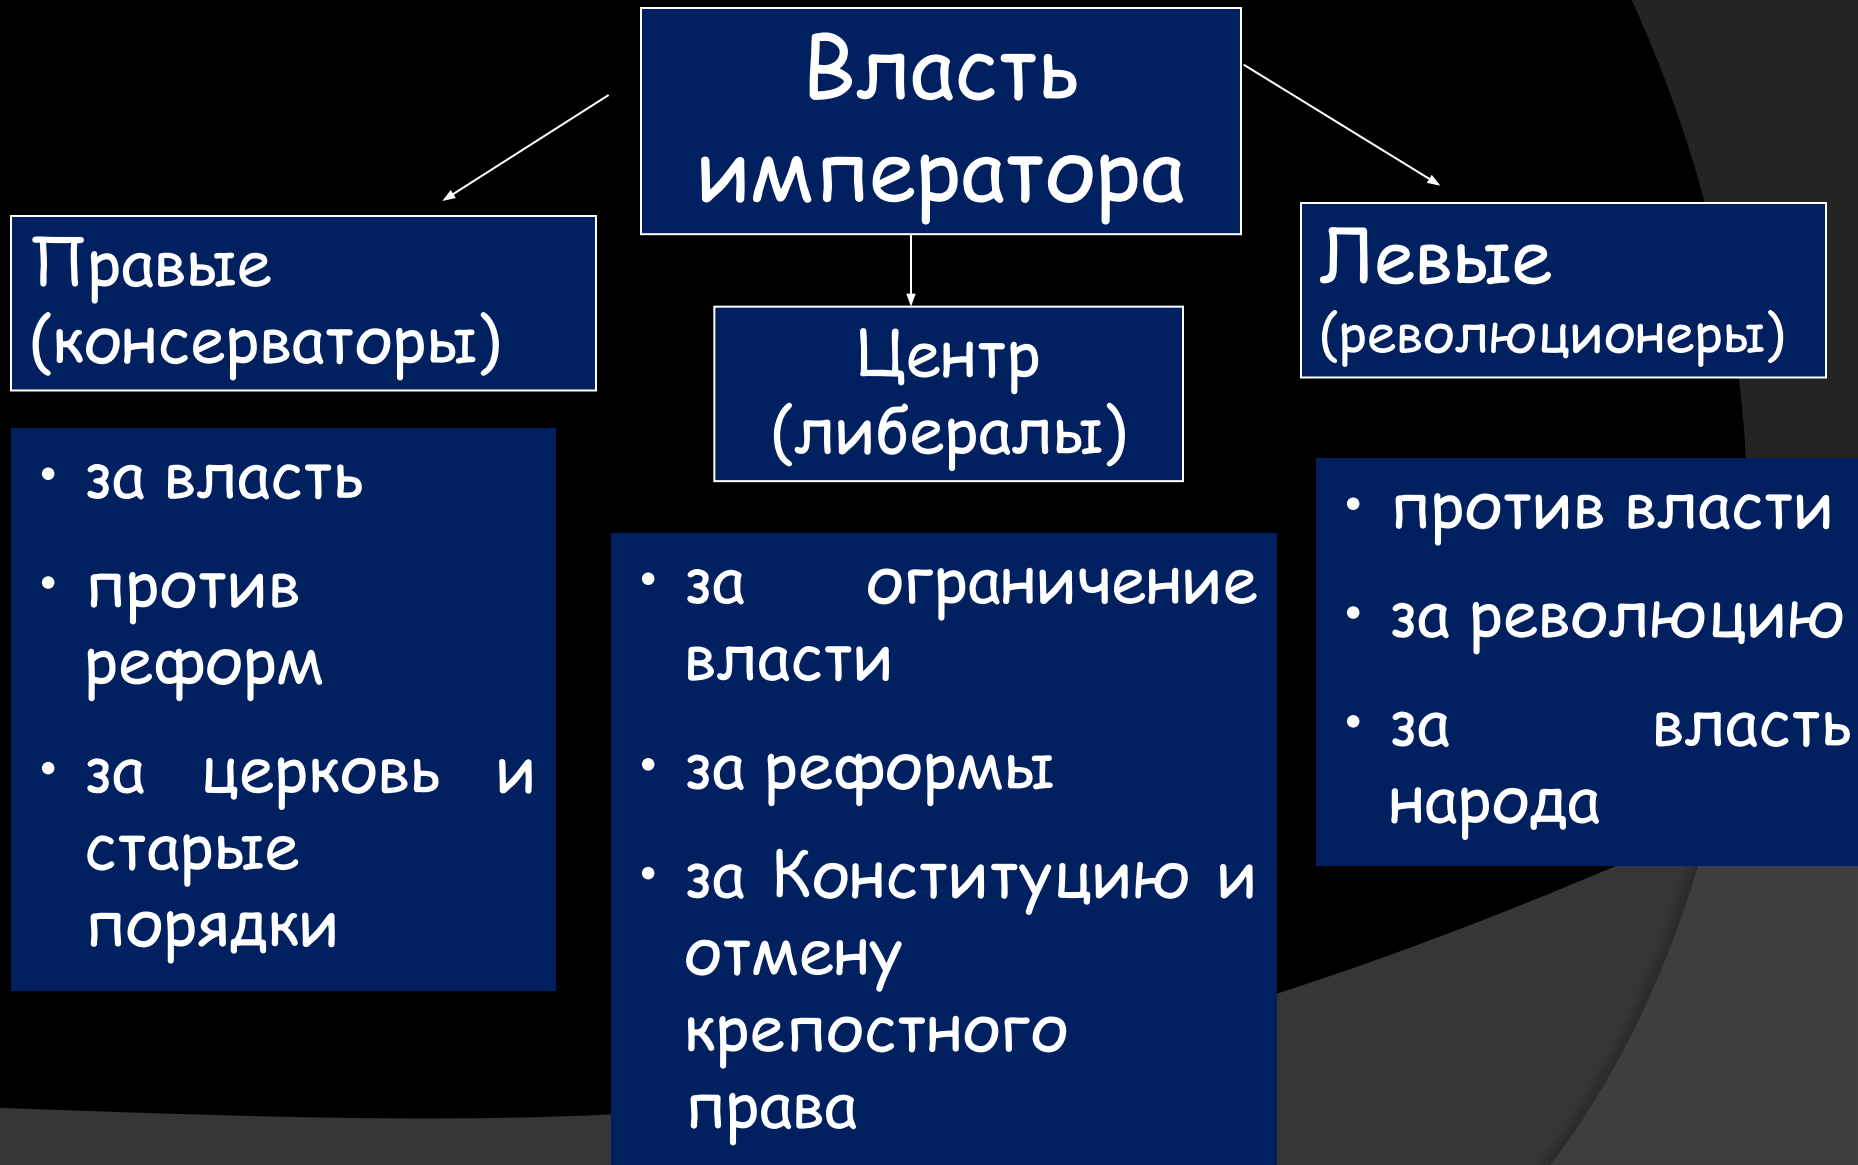 Власть
императора
Правые
(консерваторы)
• за власть
• против
реформ
• за церковь и
старые
порядки
Центр
(либералы)
• за ограничение
власти
• за реформы
• за Конституцию и
отмену
крепостного
права
Левые
(революционеры)
• против власти
• за революцию
• за власть
народа